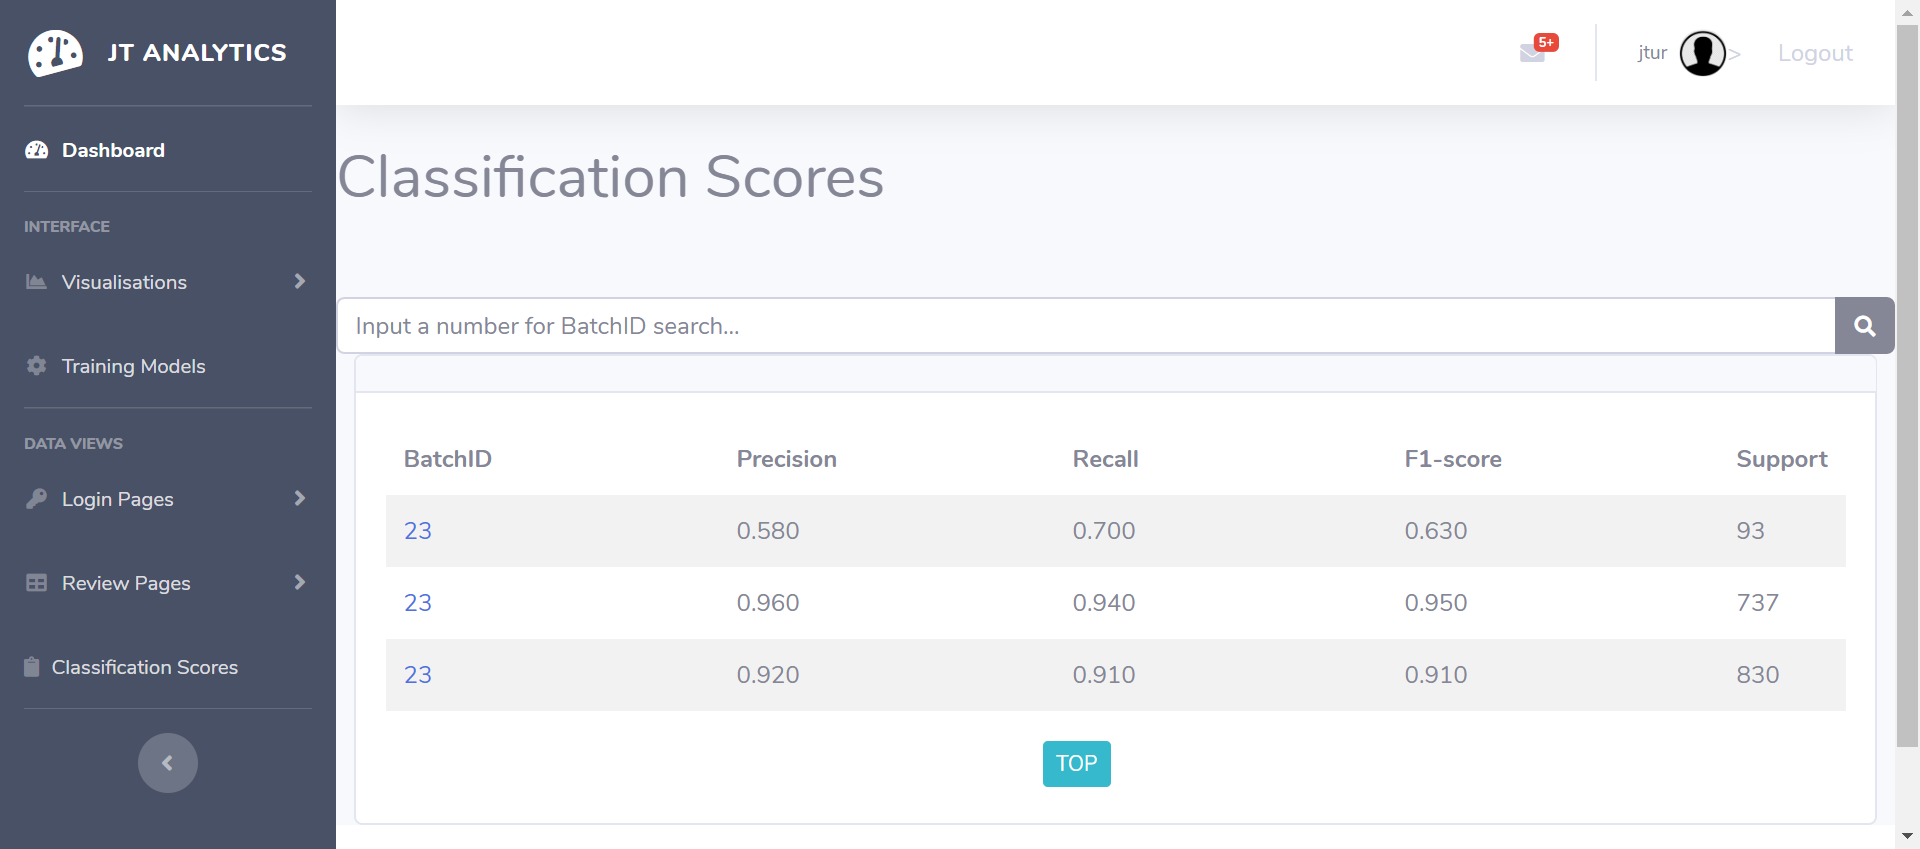 JT ANALYTICS
5+
jtur
>
Logout
Dashboard
INTERFACE
Visualisations
Training Models
DATA VIEWS
Login Pages
Review Pages
Classification Scores
Classification Scores
Input a number for BatchID search...
BatchID Precision Recall F1-score Support
23 0.580 0.700 0.630 93
23 0.960 0.940 0.950 737
23 0.920 0.910 0.910 830
TOP